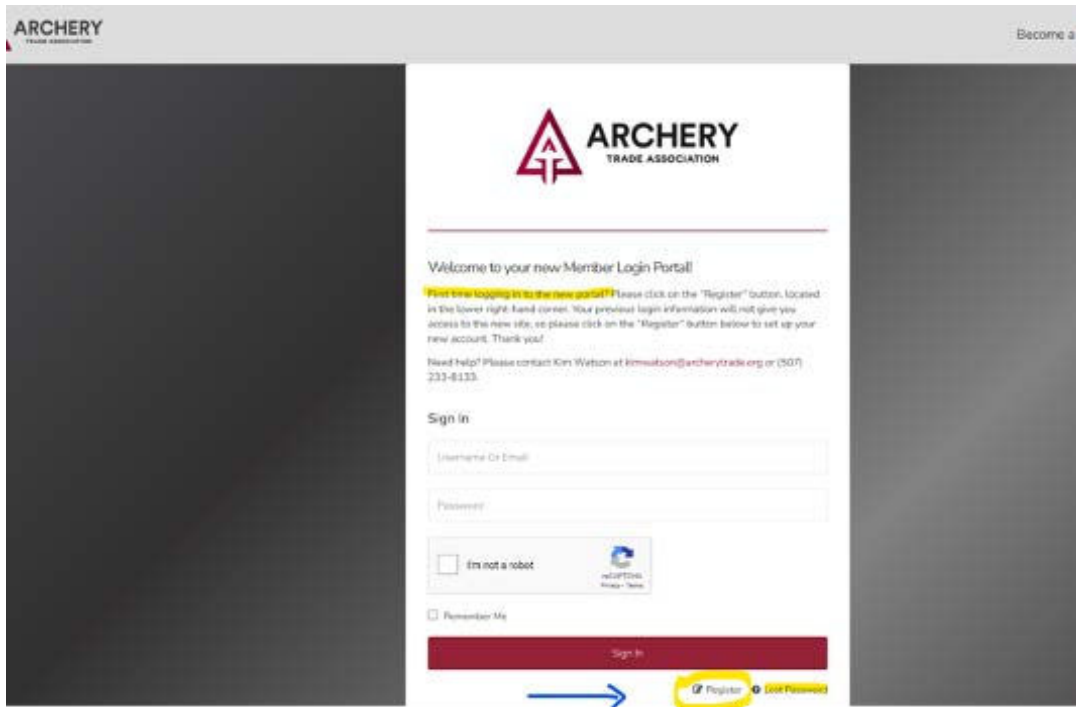 ARCHERY
TRADE ASSOCIATION
Become a
ARCHERY
TRADE ASSOCIATION
Welcome to your new Member Login Portal!
First time logging in to the new portal? Please click on the "Register" button, located
in the lower right-hand corner. Your previous login information will not give you
access to the new site, so please click on the "Register" button below to set up your
new account. Thank you!
Need help? Please contact Kim Watson at kimwatson@archerytrade.org or (507)
233-8133.
Sign In
Username Or Email
Password
I'm not a robot
reCAPTCHA
Privacy - Terms
Remember Me
Sign In
Register Lost Password